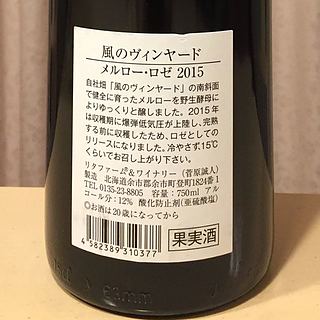 風のヴィンヤード
メルロー・ロゼ 2015
自社畑「風のヴィンヤード」の南斜面
で健全に育ったメルローを野生酵母に
よりゆっくりと醸しました。2015年
は収穫期に爆弾低気圧が上陸し、完熟
する前に収穫したため、ロゼとしての
リリースになりました。冷やさず15℃
くらいでお召し上がり下さい。
リタファーム&ワイナリー（菅原誠人）
製造 北海道余市郡余市町登町1824番1
TEL. 0135-23-8805 容量：750ml アル
コール分：12% 酸化防止剤(亜硫酸塩)
お酒は20歳になってから
4582389310377
果実酒